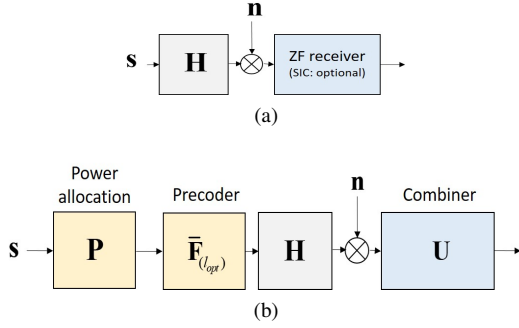 n
s
H
ZF receiver
(SIC: optional)
(a)
Power
allocation
Precoder
n
Combiner
s
P
F̄(lopt)
H
U
(b)